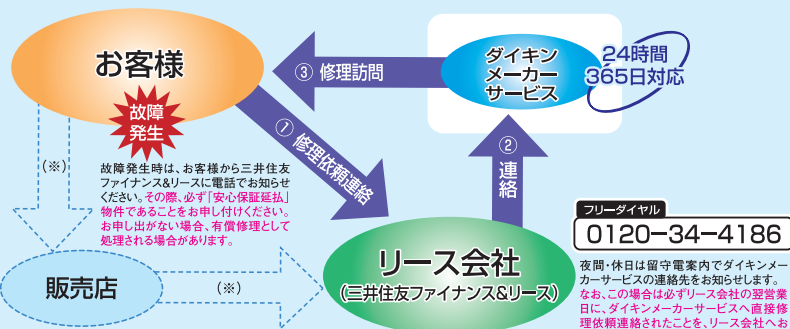 お客様
故障
発生
③ 修理訪問
ダイキン
メーカー
サービス
24時間
365日対応
① 修理依頼連絡
②
連絡
(※)
故障発生時は、お客様から三井住友
ファイナンス&リースに電話でお知らせ
ください。その際、必ず「安心保証延払」
物件であることをお申し付けください。
お申し出がない場合、有償修理として
処理される場合があります。
販売店
(※)
リース会社
(三井住友ファイナンス&リース)
フリーダイヤル
0120-34-4186
夜間・休日は留守電案内でダイキンメー
カーサービスの連絡先をお知らせします。
なお、この場合は必ずリース会社の翌営業
日に、ダイキンメーカーサービスへ直接修
理依頼連絡されたことを、リース会社へお